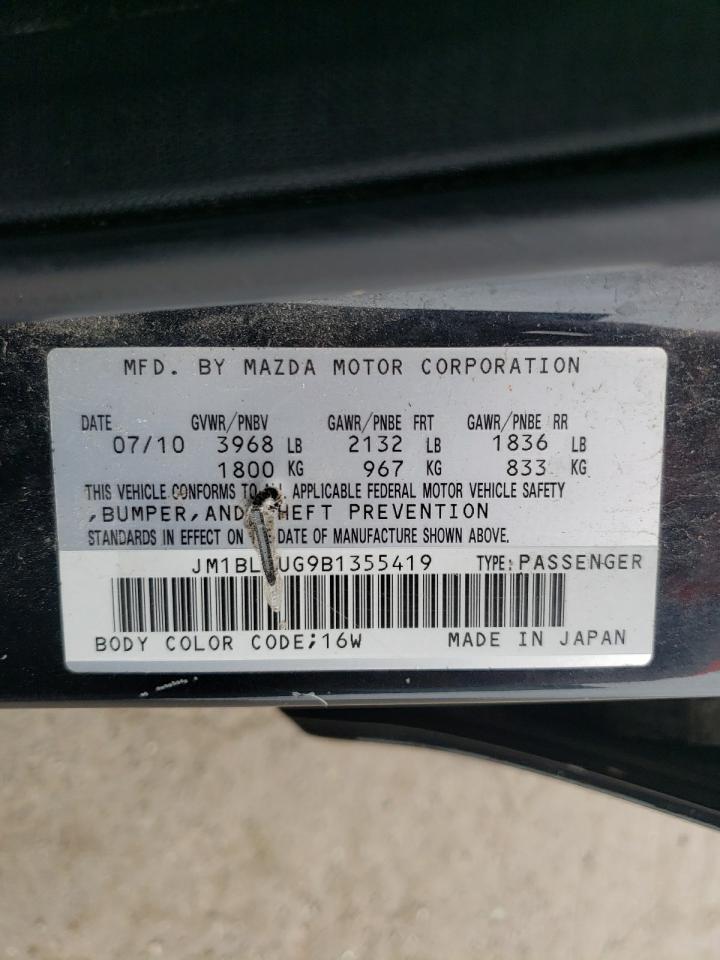 MFD. BY MAZDA MOTOR CORPORATION
DATE GVWR/PNBV GAWR/PNBE FRT GAWR/PNBE RR
07/10 3968 LB 2132 LB 1836 LB
1800 KG 967 KG 833 KG
THIS VEHICLE CONFORMS TO APPLICABLE FEDERAL MOTOR VEHICLE SAFETY
,BUMPER,AND THEFT PREVENTION
STANDARDS IN EFFECT ON DATE OF MANUFACTURE SHOWN ABOVE.
TYPE:PASSENGER
BODY COLOR CODE;16W MADE IN JAPAN